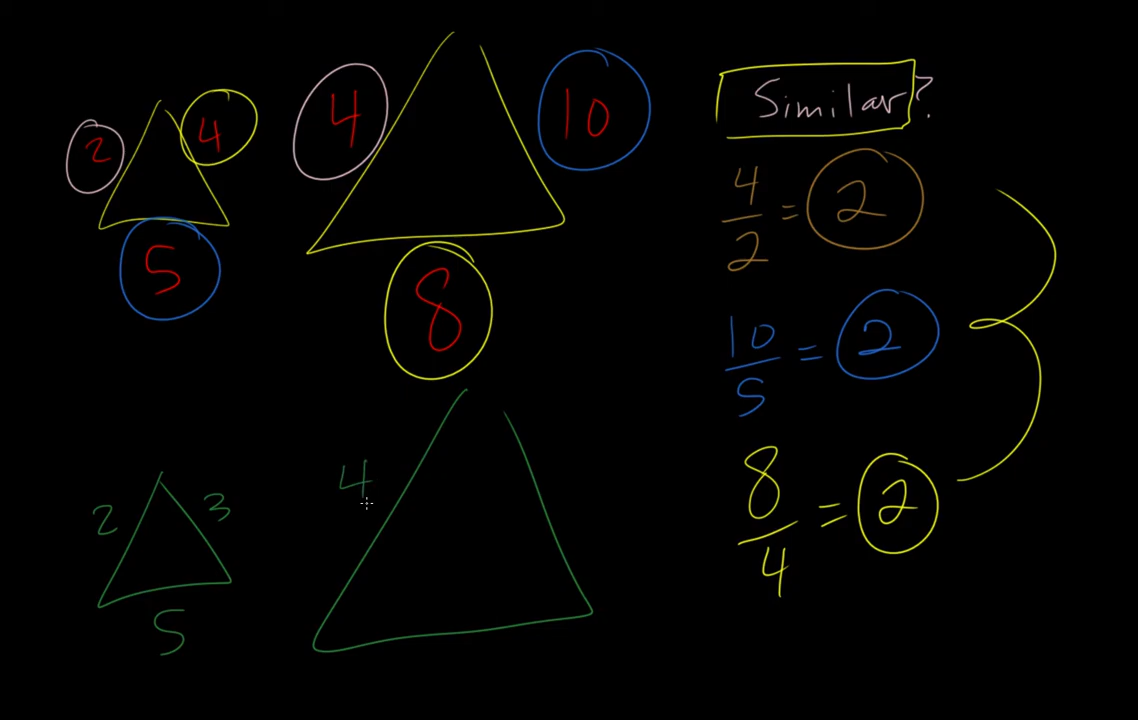 2 4
5
4 10
8
Similar?
4/2 = 2
10/5 = 2
8/4 = 2
2 3
5
4